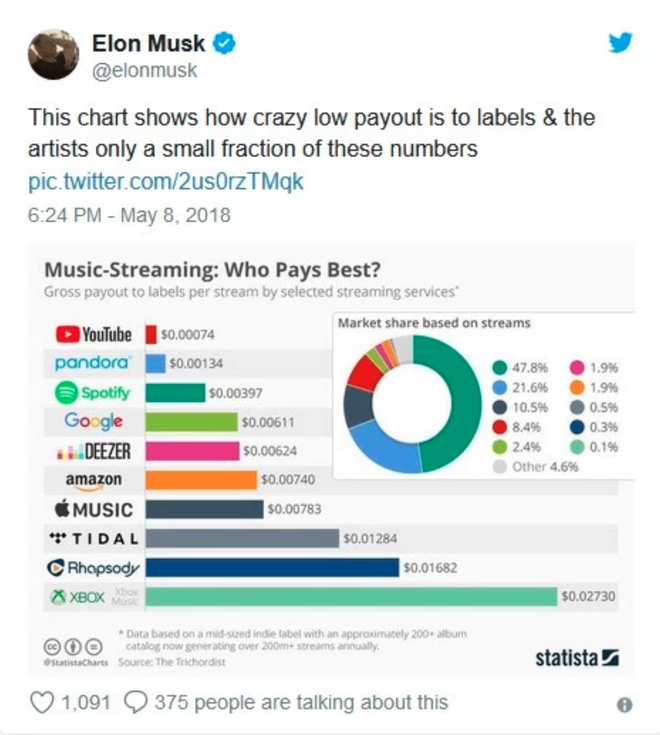 Elon Musk
@elonmusk
This chart shows how crazy low payout is to labels & the
artists only a small fraction of these numbers
pic.twitter.com/2us0rzTMqk
6:24 PM - May 8, 2018
Music-Streaming: Who Pays Best?
Gross payout to labels per stream by selected streaming services*
YouTube $0.00074
pandora $0.00134
Spotify $0.00397
Google $0.00611
DEEZER $0.00624
amazon $0.00740
MUSIC $0.00783
TIDAL $0.01284
Rhapsody $0.01682
XBOX Xbox Music $0.02730
Market share based on streams
47.8% 1.9%
21.6% 1.9%
10.5% 0.5%
8.4% 0.3%
2.4% 0.1%
Other 4.6%
* Data based on a mid-sized indie label with an approximately 200+ album
catalog now generating over 200m+ streams annually.
@StatistaCharts Source: The Trichordist
cc
statista
1,091 375 people are talking about this